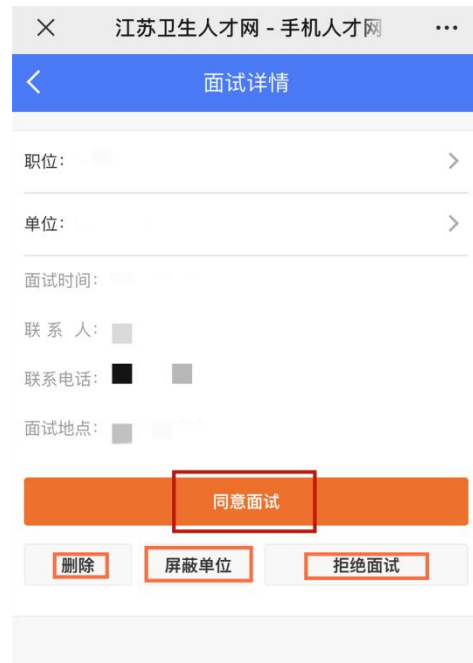 江苏卫生人才网 - 手机人才网
面试详情
职位:
单位:
面试时间:
联 系 人:
联系电话:
面试地点:
同意面试
删除 屏蔽单位 拒绝面试